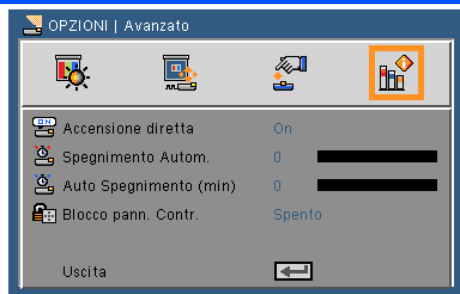 OPZIONI | Avanzato
Accensione diretta On
Spegnimento Autom. 0
Auto Spegnimento (min) 0
Blocco pann. Contr. Spento
Uscita